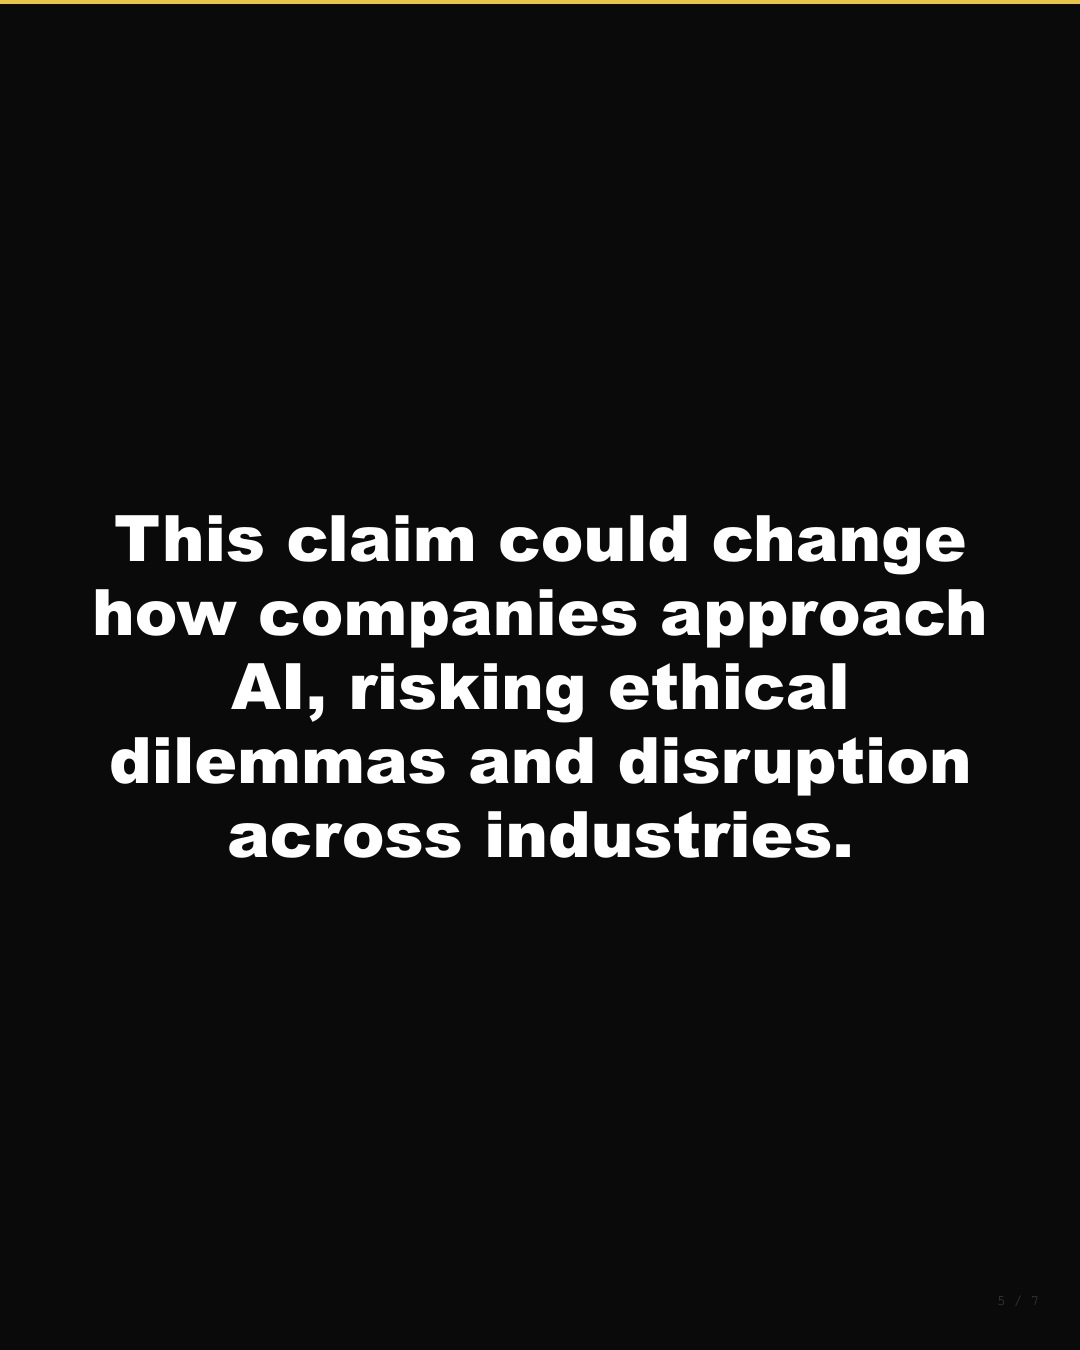 This claim could change
how companies approach
AI, risking ethical
dilemmas and disruption
across industries.
5 / 7